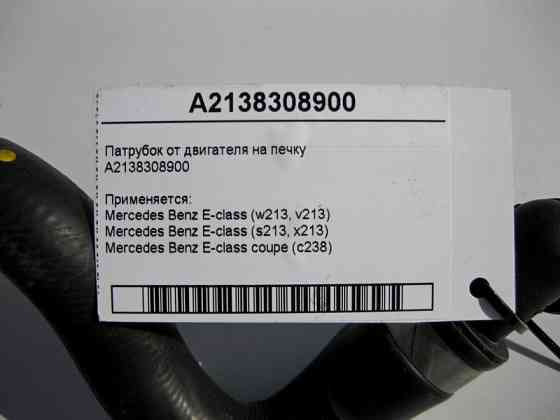 A2138308900
Патрубок от двигателя на печку
A2138308900
Применяется:
Mercedes Benz E-class (w213, v213)
Mercedes Benz E-class (s213, x213)
Mercedes Benz E-class coupe (c238)